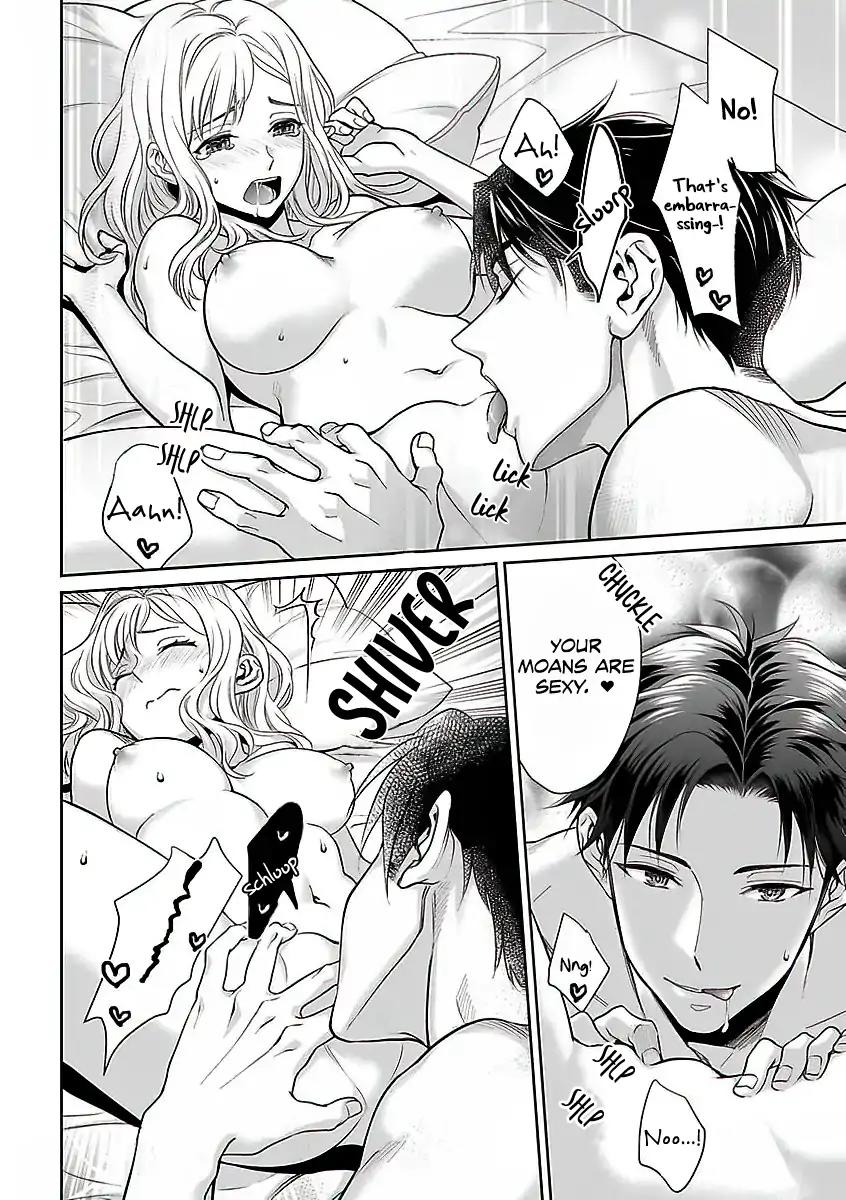 No!
That's
embarra-
ssing-!
Ah!
sloorp
SHLP
SHLP
Aahn!
lick
lick
CHUCKLE
YOUR
MOANS ARE
SEXY. ♥
Nng!
SHLP
SHLP
Noo...!
SHIVER
schloop